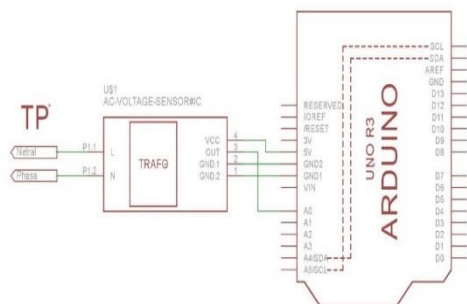 U$1
AC-VOLTAGE-SENSOR#IC
TP
Netral
P1.1
L
Phasa
P1.2
N
TRAFO
VCC
OUT
GND.1
GND.2
4
3
2
1
RESERVED
IOREF
/RESET
3V
5V
GND2
GND1
VIN
A0
A1
A2
A3
A4/SDA
A5/SCL
UNO R3
ARDUINO
SCL
SDA
AREF
GND
D13
D12
D11
D10
D9
D8
D7
D6
D5
D4
D3
D2
D1
D0